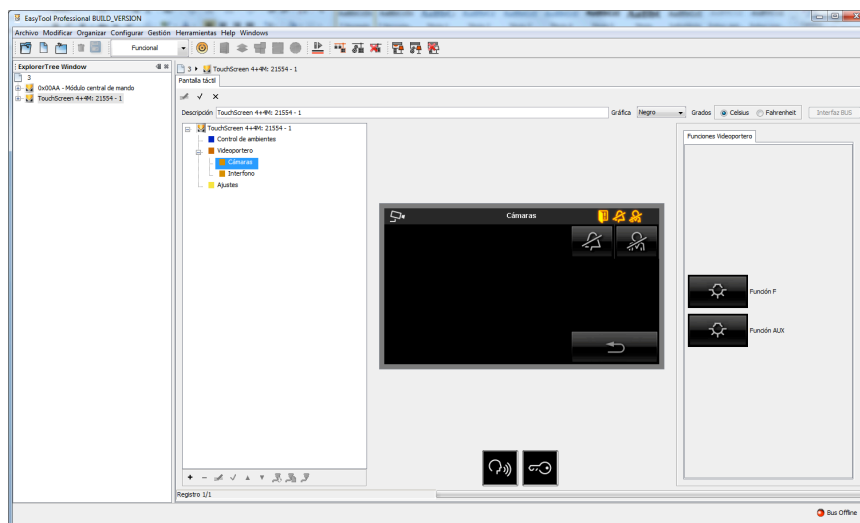 EasyTool Professional BUILD_VERSION
Archivo Modificar Organizar Configurar Gestión Herramientas Help Windows
Funcional
ExplorerTree Window
3
0x00AA - Módulo central de mando
TouchScreen 4+4M: 21554 - 1
3 TouchScreen 4+4M: 21554 - 1
Pantalla táctil
Descripción TouchScreen 4+4M: 21554 - 1 Gráfica Negro Grados Celsius Fahrenheit Interfaz BUS
TouchScreen 4+4M: 21554 - 1
Control de ambientes
Videoportero
Cámaras
Interfono
Ajustes
Cámaras
Funciones Videoportero
Función F
Función AUX
Registro 1/1
Bus Offline